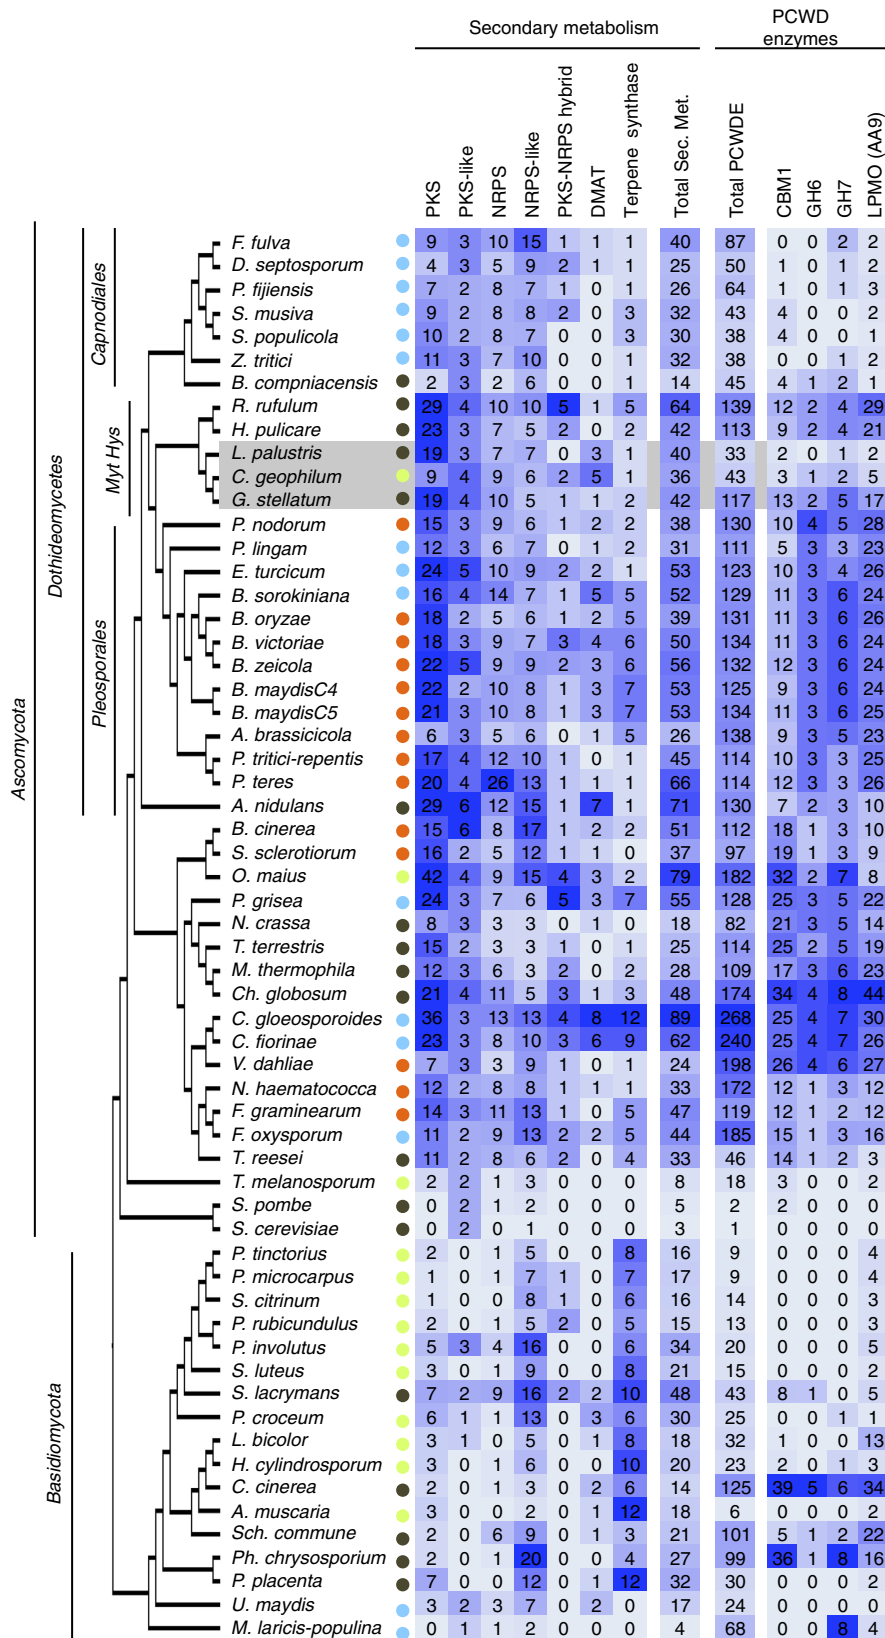 Secondary metabolism
PCWD enzymes
PKS PKS-like NRPS NRPS-like PKS-NRPS hybrid DMAT Terpene synthase Total Sec. Met. Total PCWDE CBM1 GH6 GH7 LPMO (AA9)
Ascomycota
Dothideomycetes
Capnodiales
Myt Hys
Pleosporales
Basidiomycota
F. fulva 9 3 10 15 1 1 1 40 87 0 0 2 2
D. septosporum 4 3 5 9 2 1 1 25 50 1 0 1 2
P. fijiensis 7 2 8 7 1 0 1 26 64 1 0 1 3
S. musiva 9 2 8 8 2 0 3 32 43 4 0 0 2
S. populicola 10 2 8 7 0 0 3 30 38 4 0 0 1
Z. tritici 11 3 7 10 0 0 1 32 38 0 0 1 2
B. compniacensis 2 3 2 6 0 0 1 14 45 4 1 2 1
R. rufulum 29 4 10 10 5 1 5 64 139 12 2 4 29
H. pulicare 23 3 7 5 2 0 2 42 113 9 2 4 21
L. palustris 19 3 7 7 0 3 1 40 33 2 0 1 2
C. geophilum 9 4 9 6 2 5 1 36 43 3 1 2 5
G. stellatum 19 4 10 5 1 1 2 42 117 13 2 5 17
P. nodorum 15 3 9 6 1 2 2 38 130 10 4 5 28
P. lingam 12 3 6 7 0 1 2 31 111 5 3 3 23
E. turcicum 24 5 10 9 2 2 1 53 123 10 3 4 26
B. sorokiniana 16 4 14 7 1 5 5 52 129 11 3 6 24
B. oryzae 18 2 5 6 1 2 5 39 131 11 3 6 26
B. victoriae 18 3 9 7 3 4 6 50 134 11 3 6 24
B. zeicola 22 5 9 9 2 3 6 56 132 12 3 6 24
B. maydisC4 22 2 10 8 1 3 7 53 125 9 3 6 24
B. maydisC5 21 3 10 8 1 3 7 53 134 11 3 6 25
A. brassicicola 6 3 5 6 0 1 5 26 138 9 3 5 23
P. tritici-repentis 17 4 12 10 1 0 1 45 114 10 3 3 25
P. teres 20 4 26 13 1 1 1 66 114 12 3 3 26
A. nidulans 29 6 12 15 1 7 1 71 130 7 2 3 10
B. cinerea 15 6 8 17 1 2 2 51 112 18 1 3 10
S. sclerotiorum 16 2 5 12 1 1 0 37 97 19 1 3 9
O. maius 42 4 9 15 4 3 2 79 182 32 2 7 8
P. grisea 24 3 7 6 5 3 7 55 128 25 3 5 22
N. crassa 8 3 3 3 0 1 0 18 82 21 3 5 14
T. terrestris 15 2 3 3 1 0 1 25 114 25 2 5 19
M. thermophila 12 3 6 3 2 0 2 28 109 17 3 6 23
Ch. globosum 21 4 11 5 3 1 3 48 174 34 4 8 44
C. gloeosporoides 36 3 13 13 4 8 12 89 268 25 4 7 30
C. fiorinae 23 3 8 10 3 6 9 62 240 25 4 7 26
V. dahliae 7 3 3 9 1 0 1 24 198 26 4 6 27
N. haematococca 12 2 8 8 1 1 1 33 172 12 1 3 12
F. graminearum 14 3 11 13 1 0 5 47 119 12 1 2 12
F. oxysporum 11 2 9 13 2 2 5 44 185 15 1 3 16
T. reesei 11 2 8 6 2 0 4 33 46 14 1 2 3
T. melanosporum 2 2 1 3 0 0 0 8 18 3 0 0 2
S. pombe 0 2 1 2 0 0 0 5 2 2 0 0 0
S. cerevisiae 0 2 0 1 0 0 0 3 1 0 0 0 0
P. tinctorius 2 0 1 5 0 0 8 16 9 0 0 0 4
P. microcarpus 1 0 1 7 1 0 7 17 9 0 0 0 4
S. citrinum 1 0 0 8 1 0 6 16 14 0 0 0 3
P. rubicundulus 2 0 1 5 2 0 5 15 13 0 0 0 3
P. involutus 5 3 4 16 0 0 6 34 20 0 0 0 5
S. luteus 3 0 1 9 0 0 8 21 15 0 0 0 2
S. lacrymans 7 2 9 16 2 2 10 48 43 8 1 0 5
P. croceum 6 1 1 13 0 3 6 30 25 0 0 1 1
L. bicolor 3 1 0 5 0 1 8 18 32 1 0 0 13
H. cylindrosporum 3 0 1 6 0 0 10 20 23 2 0 1 3
C. cinerea 2 0 1 3 0 2 6 14 125 39 5 6 34
A. muscaria 3 0 0 2 0 1 12 18 6 0 0 0 2
Sch. commune 2 0 6 9 0 1 3 21 101 5 1 2 22
Ph. chrysosporium 2 0 1 20 0 0 4 27 99 36 1 8 16
P. placenta 7 0 0 12 0 1 12 32 30 0 0 0 2
U. maydis 3 2 3 7 0 2 0 17 24 0 0 0 0
M. laricis-populina 0 1 1 2 0 0 0 4 68 0 0 8 4